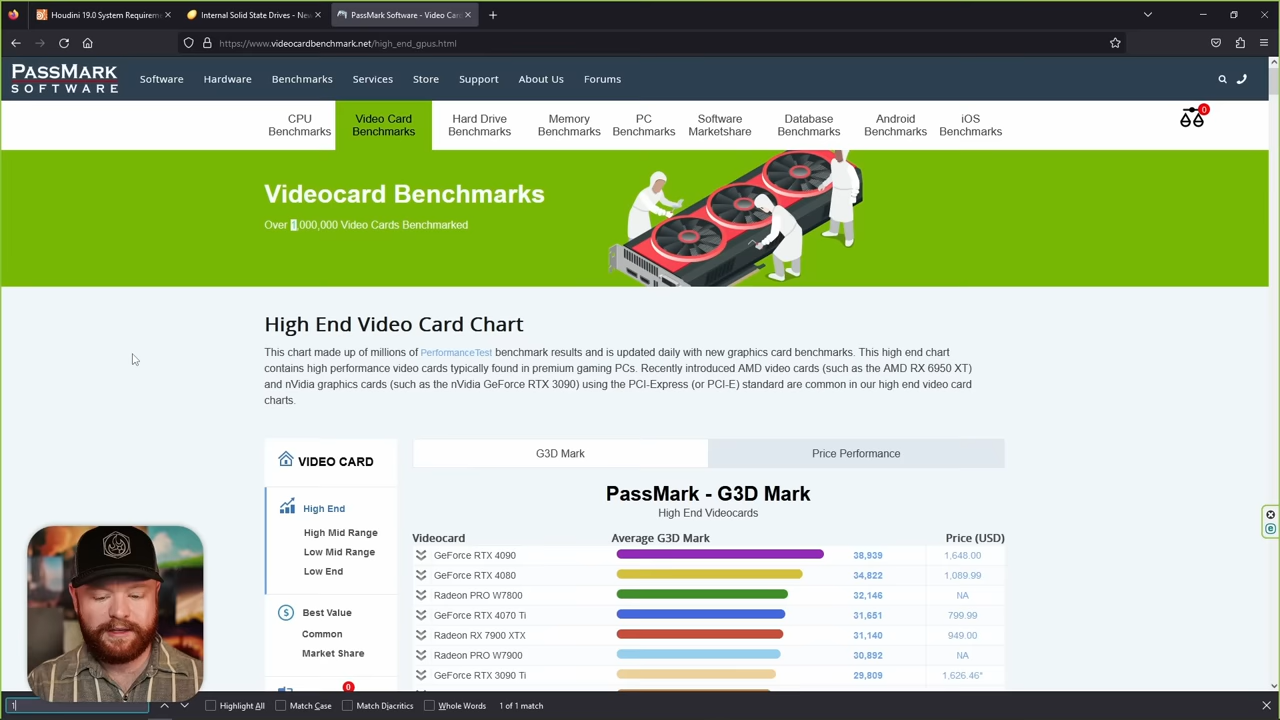 Houdini 19.0 System Requireme
Internal Solid State Drives - Ne
PassMark Software - Video Car
https://www.videocardbenchmark.net/high_end_gpus.html
PASSMARK
SOFTWARE
Software
Hardware
Benchmarks
Services
Store
Support
About Us
Forums
CPU
Benchmarks
Video Card
Benchmarks
Hard Drive
Benchmarks
Memory
Benchmarks
PC
Benchmarks
Software
Marketshare
Database
Benchmarks
Android
Benchmarks
iOS
Benchmarks
0
Videocard Benchmarks
Over 1,000,000 Video Cards Benchmarked
High End Video Card Chart
This chart made up of millions of PerformanceTest benchmark results and is updated daily with new graphics card benchmarks. This high end chart
contains high performance video cards typically found in premium gaming PCs. Recently introduced AMD video cards (such as the AMD RX 6950 XT)
and nVidia graphics cards (such as the nVidia GeForce RTX 3090) using the PCI-Express (or PCI-E) standard are common in our high end video card
charts.
VIDEO CARD
High End
High Mid Range
Low Mid Range
Low End
Best Value
Common
Market Share
0
G3D Mark
Price Performance
PassMark - G3D Mark
High End Videocards
Videocard Average G3D Mark Price (USD)
GeForce RTX 4090 38,939 1,648.00
GeForce RTX 4080 34,822 1,089.99
Radeon PRO W7800 32,146 NA
GeForce RTX 4070 Ti 31,651 799.99
Radeon RX 7900 XTX 31,140 949.00
Radeon PRO W7900 30,892 NA
GeForce RTX 3090 Ti 29,809 1,626.46*
1
Highlight All
Match Case
Match Diacritics
Whole Words
1 of 1 match